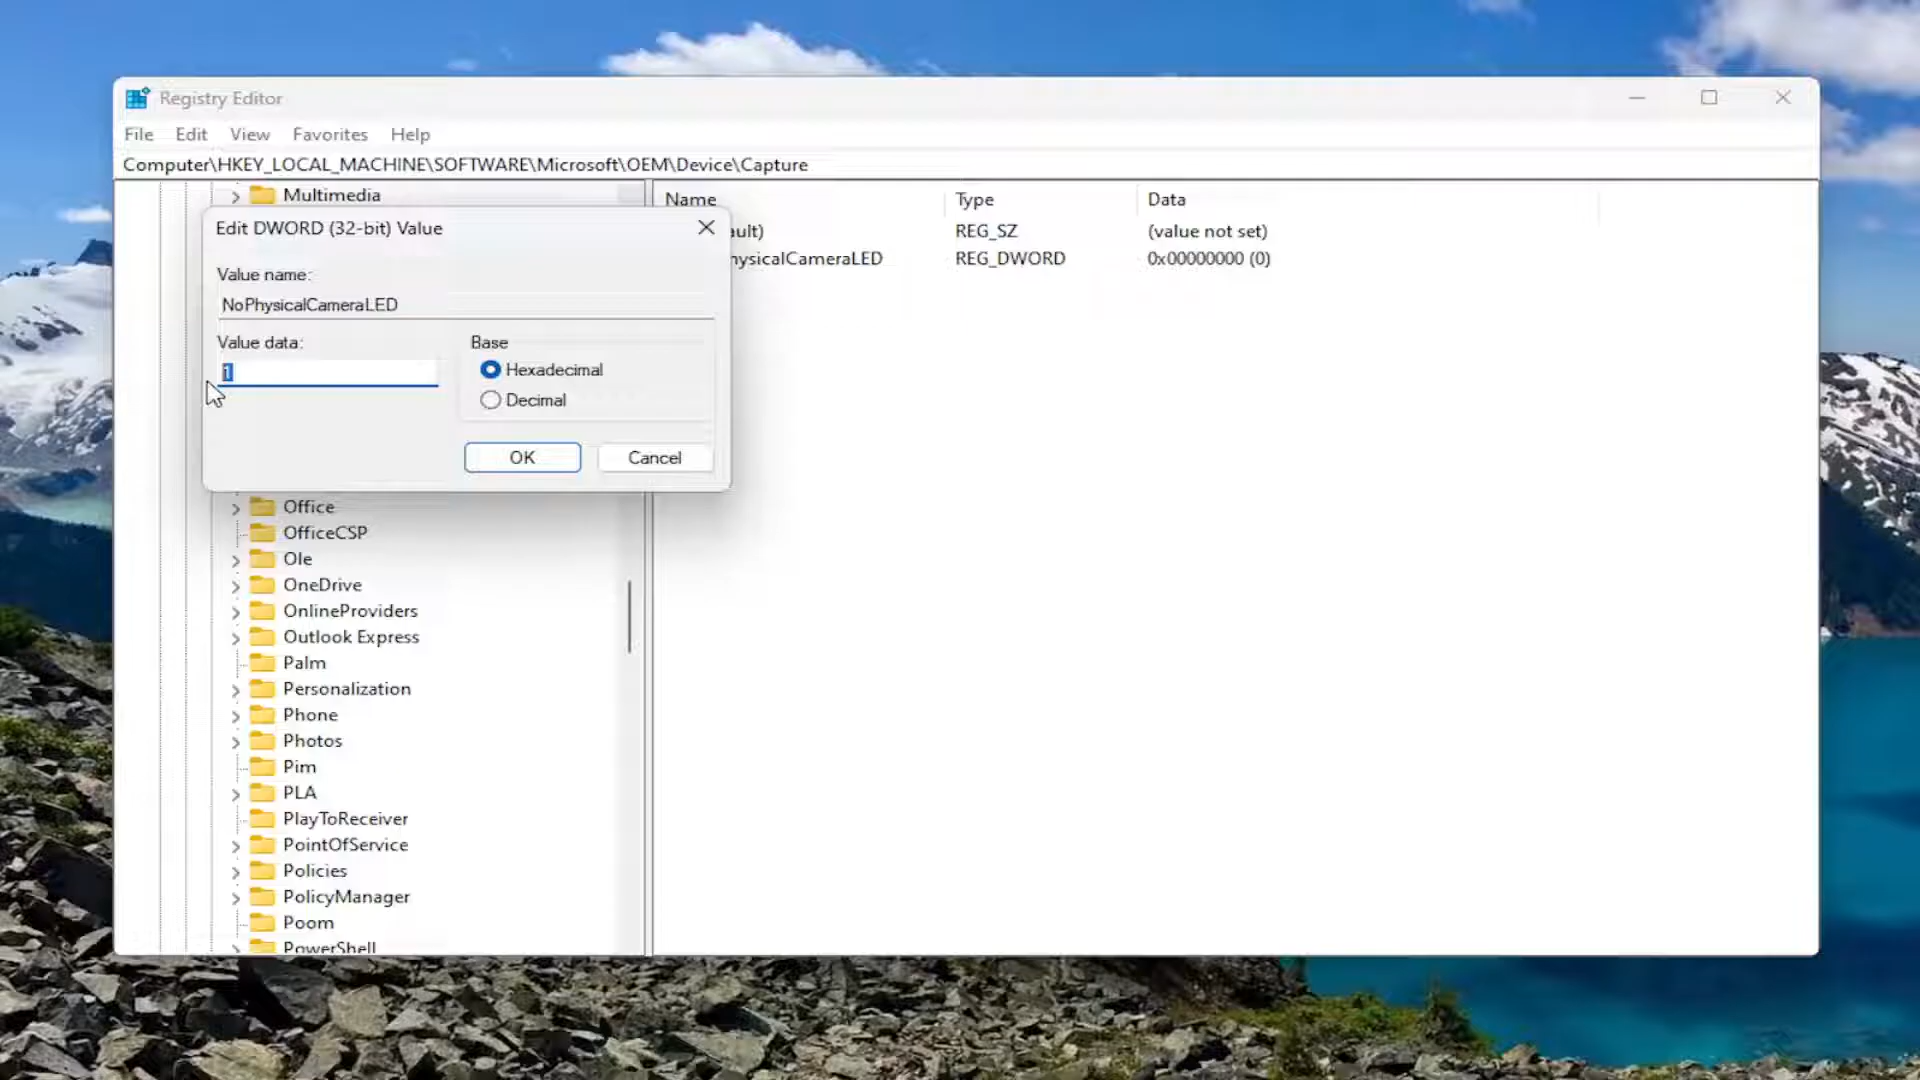 Registry Editor
File Edit View Favorites Help
Computer\HKEY_LOCAL_MACHINE\SOFTWARE\Microsoft\OEM\Device\Capture
Multimedia
Name Type Data
ault) REG_SZ (value not set)
hysicalCameraLED REG_DWORD 0x00000000 (0)
Edit DWORD (32-bit) Value
Value name:
NoPhysicalCameraLED
Value data:
1
Base
Hexadecimal
Decimal
OK Cancel
Office
OfficeCSP
Ole
OneDrive
OnlineProviders
Outlook Express
Palm
Personalization
Phone
Photos
Pim
PLA
PlayToReceiver
PointOfService
Policies
PolicyManager
Poom
PowerShell